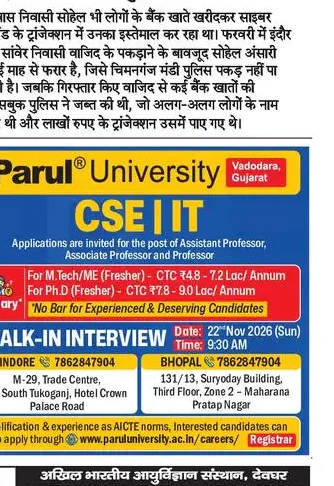 निवासी सोहेल भी लोगों के बैंक खाते खरीदकर साइबर
ट्रांजेक्शन में उनका इस्तेमाल कर रहा था। फरवरी में इंदौर
सांवेर निवासी वाजिद के पकड़ाने के बावजूद सोहेल अंसारी
माह से फरार है, जिसे चिमनगंज मंडी पुलिस पकड़ नहीं पा
है। जबकि गिरफ्तार किए वाजिद से कई बैंक खातों की
पुलिस ने जब्त की थी, जो अलग-अलग लोगों के नाम
थी और लाखों रुपए के ट्रांजेक्शन उसमें पाए गए थे।
Parul® University
Vadodara,
Gujarat
CSE | IT
Applications are invited for the post of Assistant Professor,
Associate Professor and Professor
For M.Tech/ME (Fresher) - CTC ₹4.8 - 7.2 Lac/ Annum
For Ph.D (Fresher) - CTC ₹7.8 - 9.0 Lac/ Annum
*No Bar for Experienced & Deserving Candidates
ALK-IN INTERVIEW
Date: 22nd Nov 2026 (Sun)
Time: 9:30 AM
INDORE 7862847904
M-29, Trade Centre,
South Tukoganj, Hotel Crown
Palace Road
BHOPAL 7862847904
131/13, Suryoday Building,
Third Floor, Zone 2 – Maharana
Pratap Nagar
lification & experience as AICTE norms, Interested candidates can
apply through www.paruluniversity.ac.in/careers/ Registrar
अखिल भारतीय आयुर्विज्ञान संस्थान, देवघर